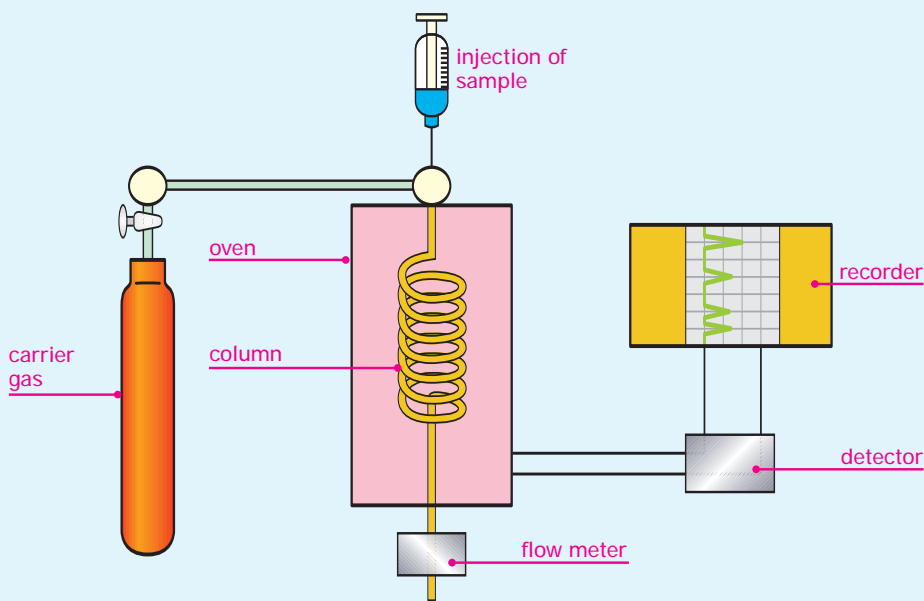 injection of
sample
oven
recorder
column
carrier
gas
detector
flow meter